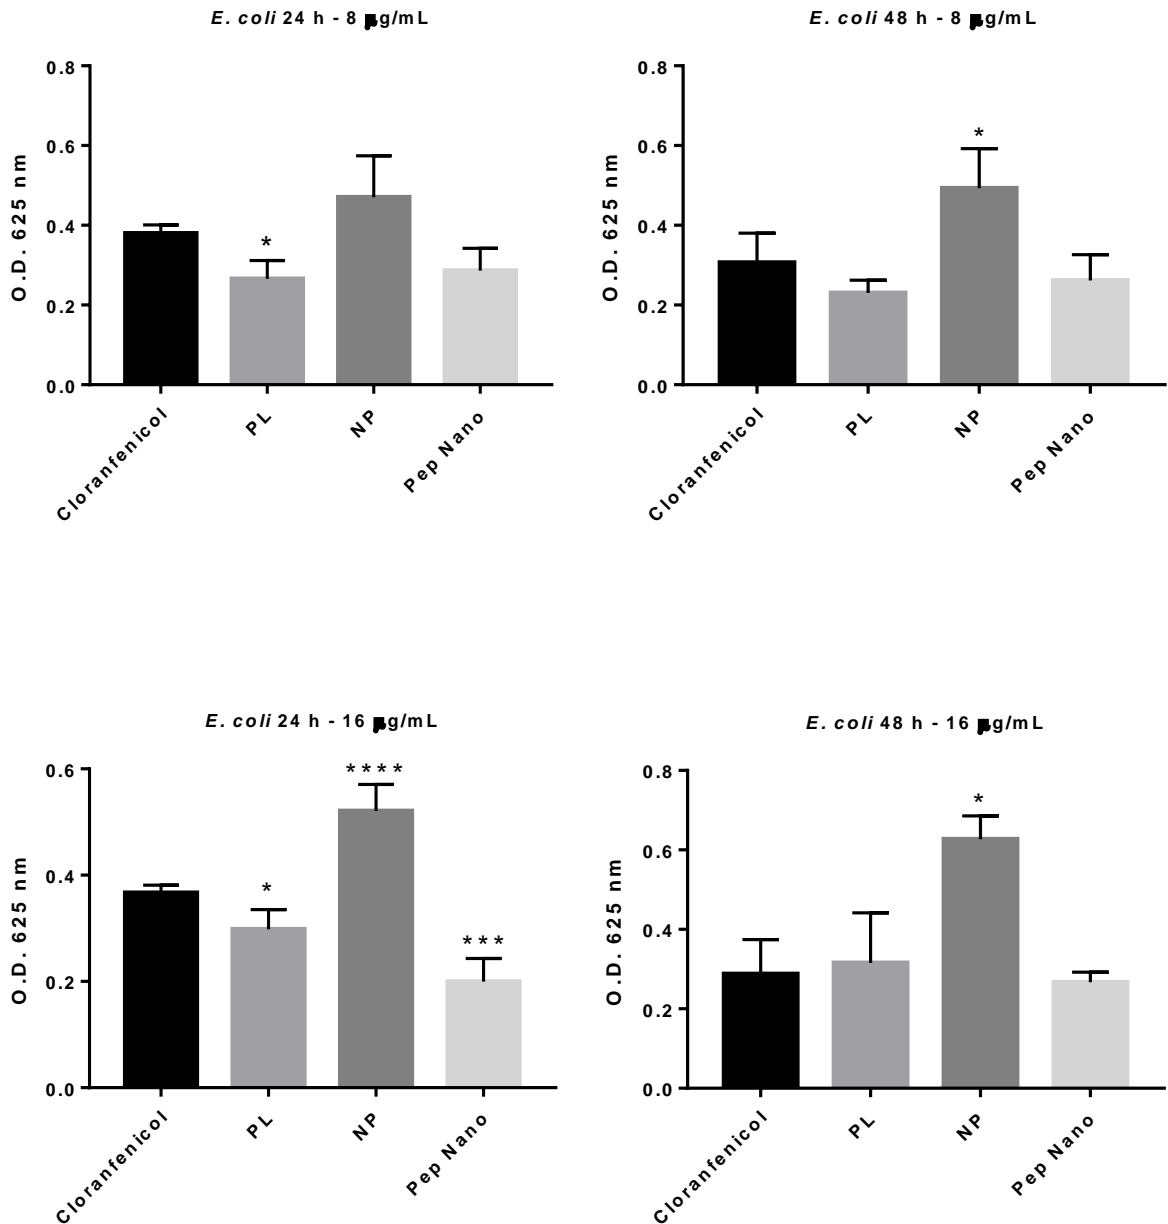 E. coli 24 h - 8 μg/mL
O.D. 625 nm
0.8
0.6
*
0.4
0.2
0.0
Cloranfenicol
PL
NP
Pep Nano
E. coli 48 h - 8 μg/mL
O.D. 625 nm
0.8
0.6
*
0.4
0.2
0.0
Cloranfenicol
PL
NP
Pep Nano
E. coli 24 h - 16 μg/mL
O.D. 625 nm
0.6
****
0.4
*
***
0.2
0.0
Cloranfenicol
PL
NP
Pep Nano
E. coli 48 h - 16 μg/mL
O.D. 625 nm
0.8
*
0.6
0.4
0.2
0.0
Cloranfenicol
PL
NP
Pep Nano